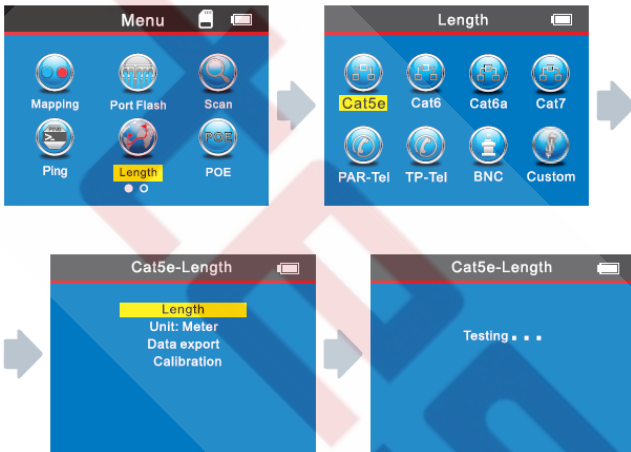 Menu
Mapping Port Flash Scan
POE
Ping Length POE
Length
Cat5e Cat6 Cat6a Cat7
PAR-Tel TP-Tel BNC Custom
Cat5e-Length
Length
Unit: Meter
Data export
Calibration
Cat5e-Length
Testing...